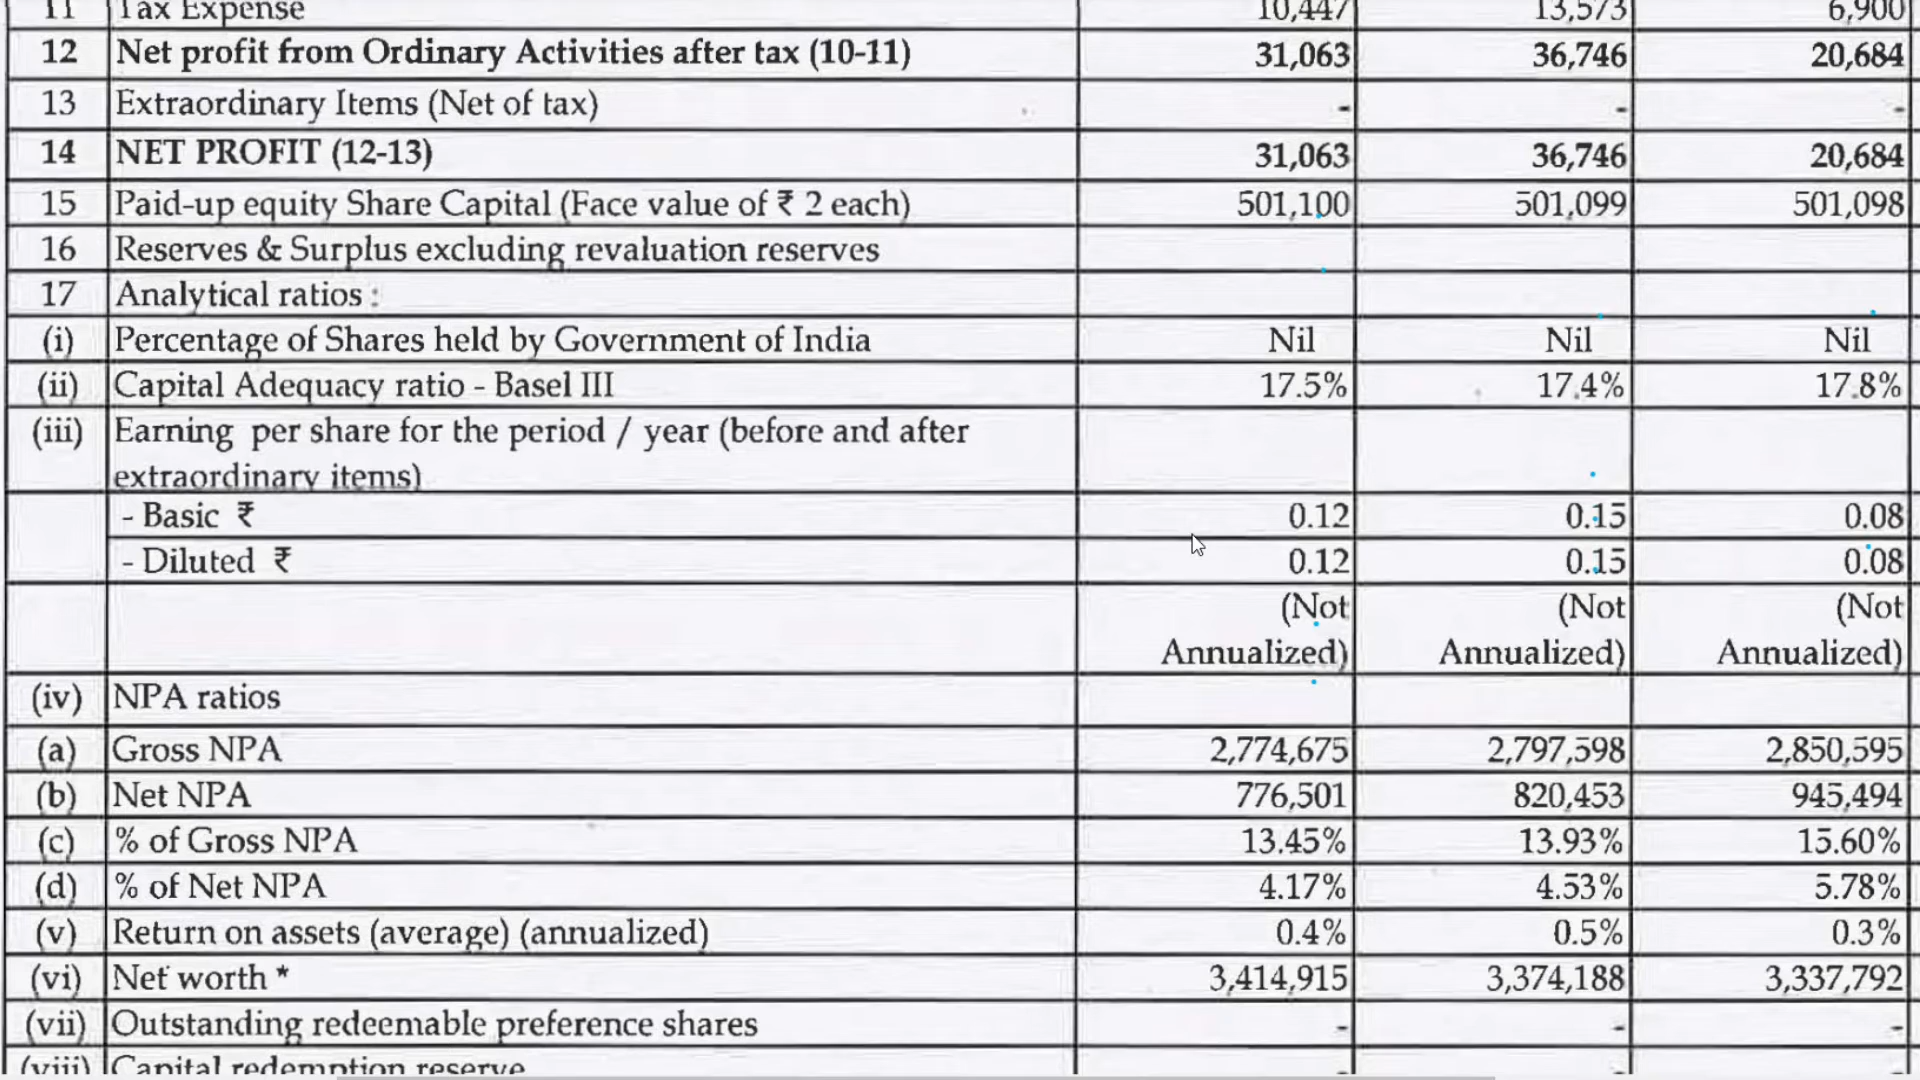 11 Tax Expense 10,447 13,573 6,900
12 Net profit from Ordinary Activities after tax (10-11) 31,063 36,746 20,684
13 Extraordinary Items (Net of tax) - - -
14 NET PROFIT (12-13) 31,063 36,746 20,684
15 Paid-up equity Share Capital (Face value of ₹ 2 each) 501,100 501,099 501,098
16 Reserves & Surplus excluding revaluation reserves
17 Analytical ratios :
(i) Percentage of Shares held by Government of India Nil Nil Nil
(ii) Capital Adequacy ratio - Basel III 17.5% 17.4% 17.8%
(iii) Earning per share for the period / year (before and after
extraordinary items)
- Basic ₹ 0.12 0.15 0.08
- Diluted ₹ 0.12 0.15 0.08
(Not (Not (Not
Annualized) Annualized) Annualized)
(iv) NPA ratios
(a) Gross NPA 2,774,675 2,797,598 2,850,595
(b) Net NPA 776,501 820,453 945,494
(c) % of Gross NPA 13.45% 13.93% 15.60%
(d) % of Net NPA 4.17% 4.53% 5.78%
(v) Return on assets (average) (annualized) 0.4% 0.5% 0.3%
(vi) Net worth * 3,414,915 3,374,188 3,337,792
(vii) Outstanding redeemable preference shares - - -
(viii) Capital redemption reserve - - -